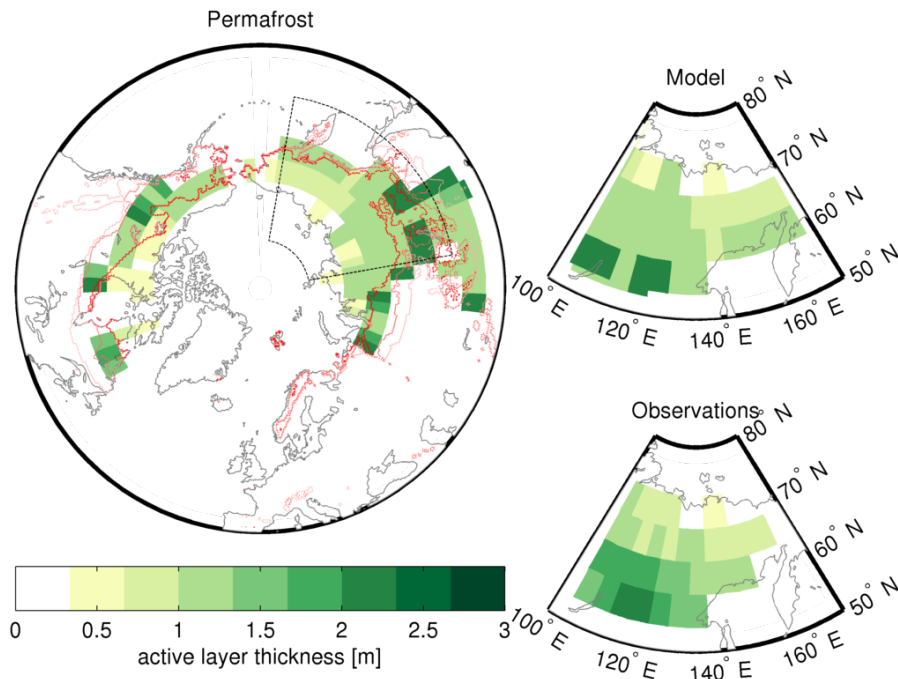 Permafrost
Model
80° N
70° N
60° N
50° N
100° E
120° E
140° E
160° E
Observations
80° N
70° N
60° N
50° N
100° E
120° E
140° E
160° E
0 0.5 1 1.5 2 2.5 3
active layer thickness [m]